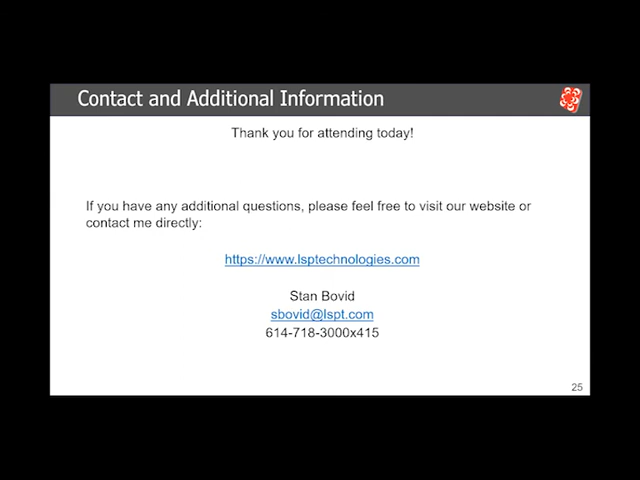 Contact and Additional Information
Thank you for attending today!
If you have any additional questions, please feel free to visit our website or
contact me directly:
https://www.lsptechnologies.com
Stan Bovid
sbovid@lspt.com
614-718-3000x415
25